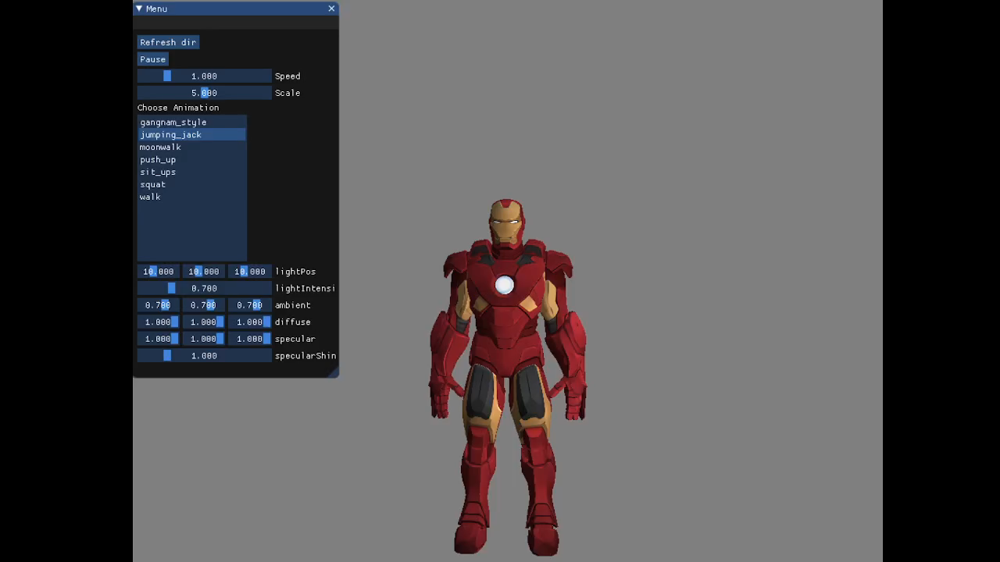 Menu
Refresh dir
Pause
1.000 Speed
5.000 Scale
Choose Animation
gangnam_style
jumping_jack
moonwalk
push_up
sit_ups
squat
walk
10.000 10.000 10.000 lightPos
0.700 lightIntensi
0.700 0.700 0.700 ambient
1.000 1.000 1.000 diffuse
1.000 1.000 1.000 specular
1.000 specularShin